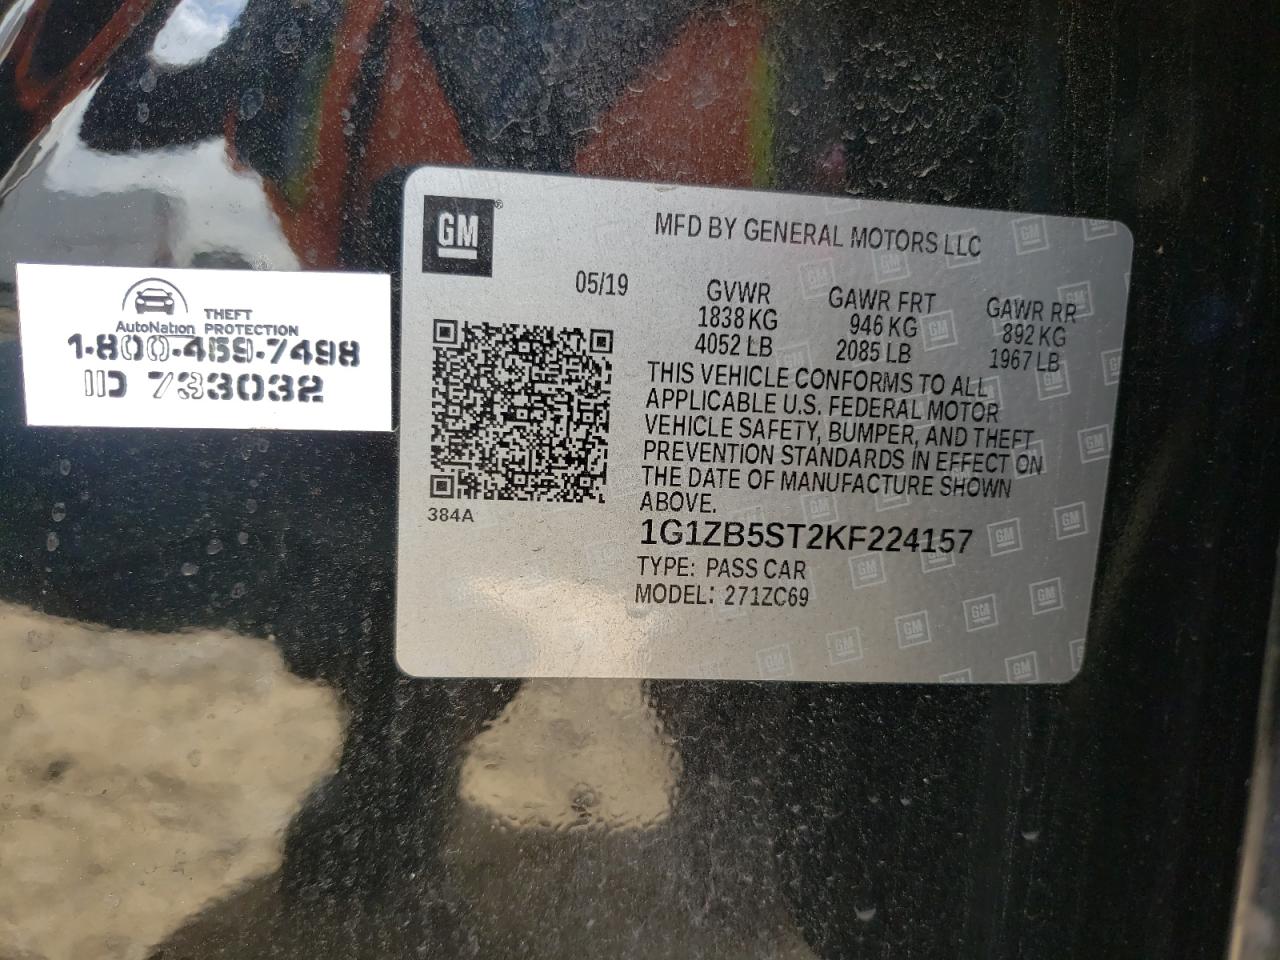 THEFT
AutoNation PROTECTION
1-800-459-7498
ID 733032
GM®
MFD BY GENERAL MOTORS LLC
05/19 GVWR GAWR FRT GAWR RR
1838 KG 946 KG 892 KG
4052 LB 2085 LB 1967 LB
THIS VEHICLE CONFORMS TO ALL
APPLICABLE U.S. FEDERAL MOTOR
VEHICLE SAFETY, BUMPER, AND THEFT
PREVENTION STANDARDS IN EFFECT ON
THE DATE OF MANUFACTURE SHOWN
ABOVE.
384A
1G1ZB5ST2KF224157
TYPE: PASS CAR
MODEL: 271ZC69